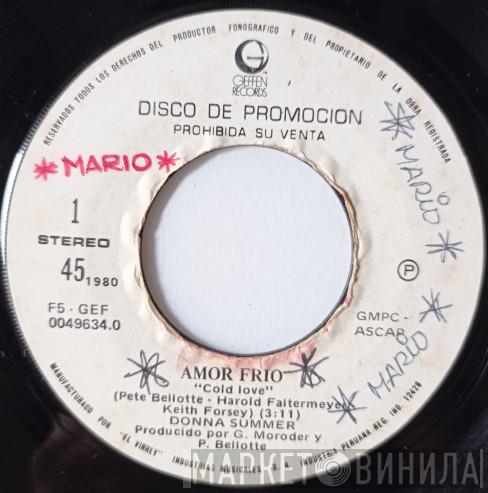 RESERVADOS TODOS LOS DERECHOS DEL PRODUCTOR FONOGRAFICO Y DEL PROPIETARIO DE LA OBRA REGISTRADA
GEFFEN
RECORDS
DISCO DE PROMOCION
PROHIBIDA SU VENTA
*MARIO*
* MARIO *
1
STEREO
45 1980
P
F5 - GEF
0049634.0
GMPC -
ASCAP
MARIO
AMOR FRIO
"Cold love"
(Pete Bellotte - Harold Faltermeyer
Keith Forsey) (3:11)
DONNA SUMMER
Producido por G. Moroder y
P. Bellotte
MANUFACTURADO POR "EL VIRREY" INDUSTRIAS MUSICALES - S. A. INDUSTRIA PERUANA REG. IND. 12426
МАРКЕТВИНИЛА!